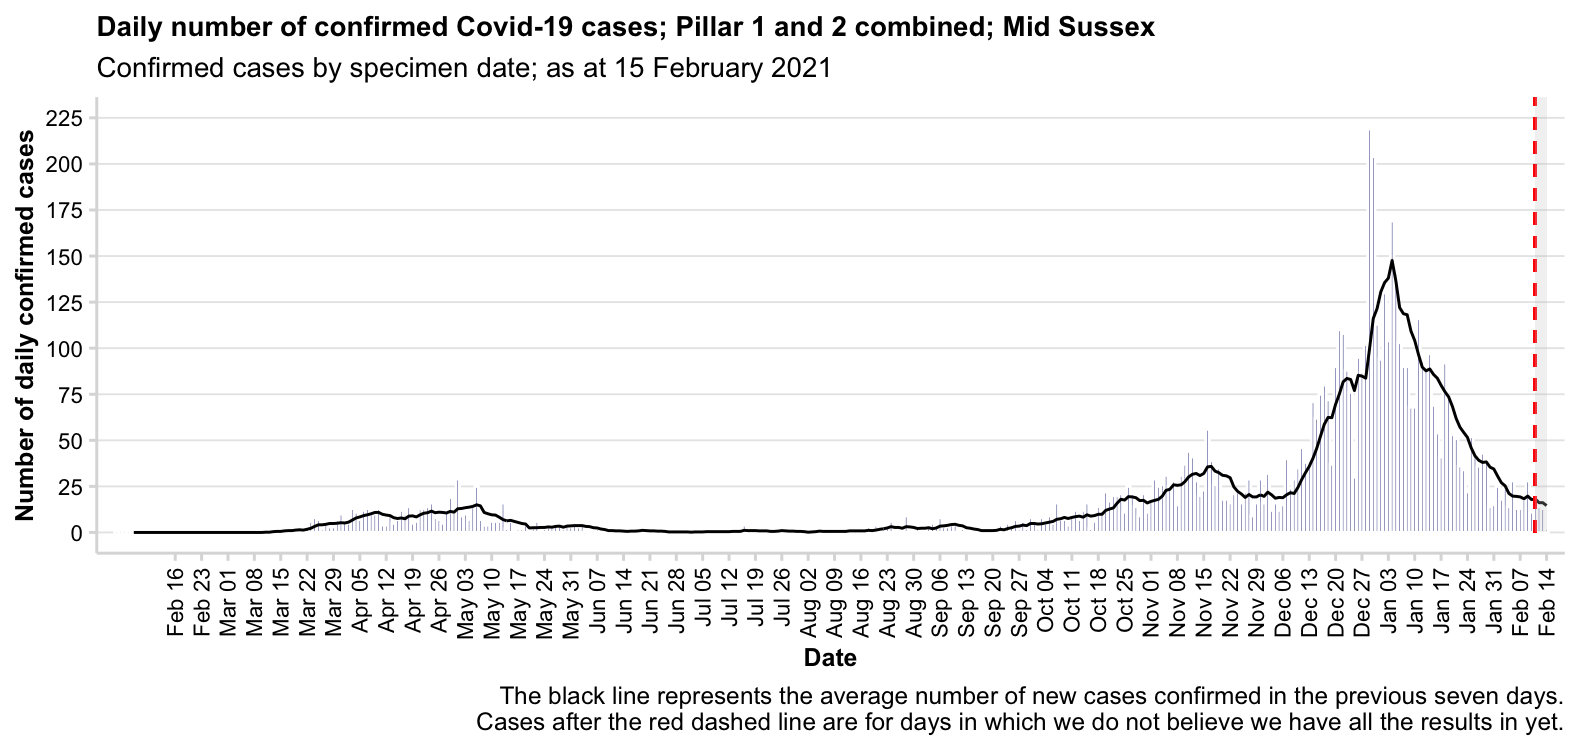 Daily number of confirmed Covid-19 cases; Pillar 1 and 2 combined; Mid Sussex
Confirmed cases by specimen date; as at 15 February 2021
Number of daily confirmed cases
225
200
175
150
125
100
75
50
25
0
Feb 16
Feb 23
Mar 01
Mar 08
Mar 15
Mar 22
Mar 29
Apr 05
Apr 12
Apr 19
Apr 26
May 03
May 10
May 17
May 24
May 31
Jun 07
Jun 14
Jun 21
Jun 28
Jul 05
Jul 12
Jul 19
Jul 26
Aug 02
Aug 09
Aug 16
Aug 23
Aug 30
Sep 06
Sep 13
Sep 20
Sep 27
Oct 04
Oct 11
Oct 18
Oct 25
Nov 01
Nov 08
Nov 15
Nov 22
Nov 29
Dec 06
Dec 13
Dec 20
Dec 27
Jan 03
Jan 10
Jan 17
Jan 24
Jan 31
Feb 07
Feb 14
Date
The black line represents the average number of new cases confirmed in the previous seven days.
Cases after the red dashed line are for days in which we do not believe we have all the results in yet.